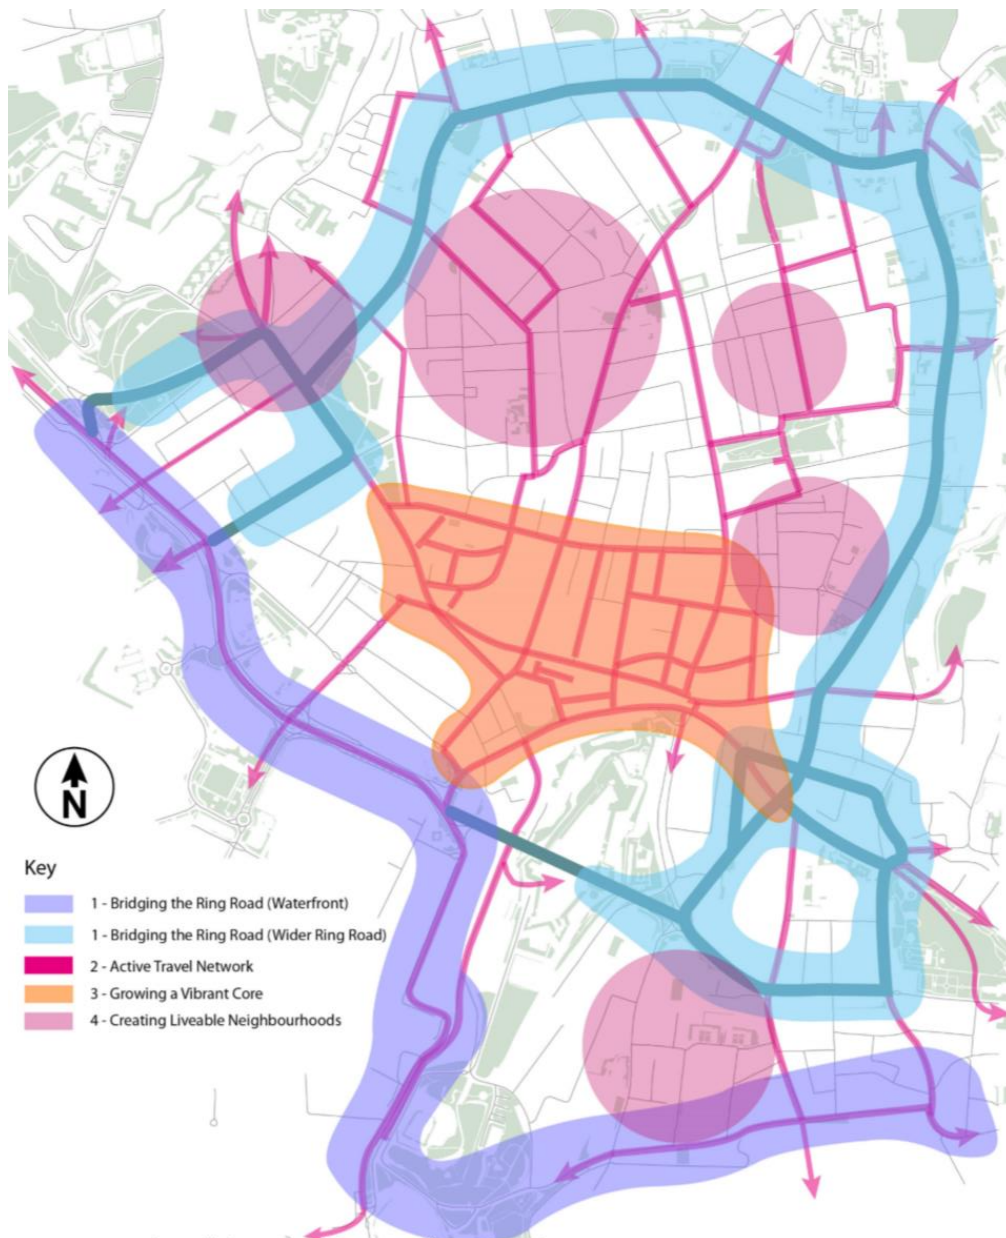 N
Key
1 - Bridging the Ring Road (Waterfront)
1 - Bridging the Ring Road (Wider Ring Road)
2 - Active Travel Network
3 - Growing a Vibrant Core
4 - Creating Liveable Neighbourhoods